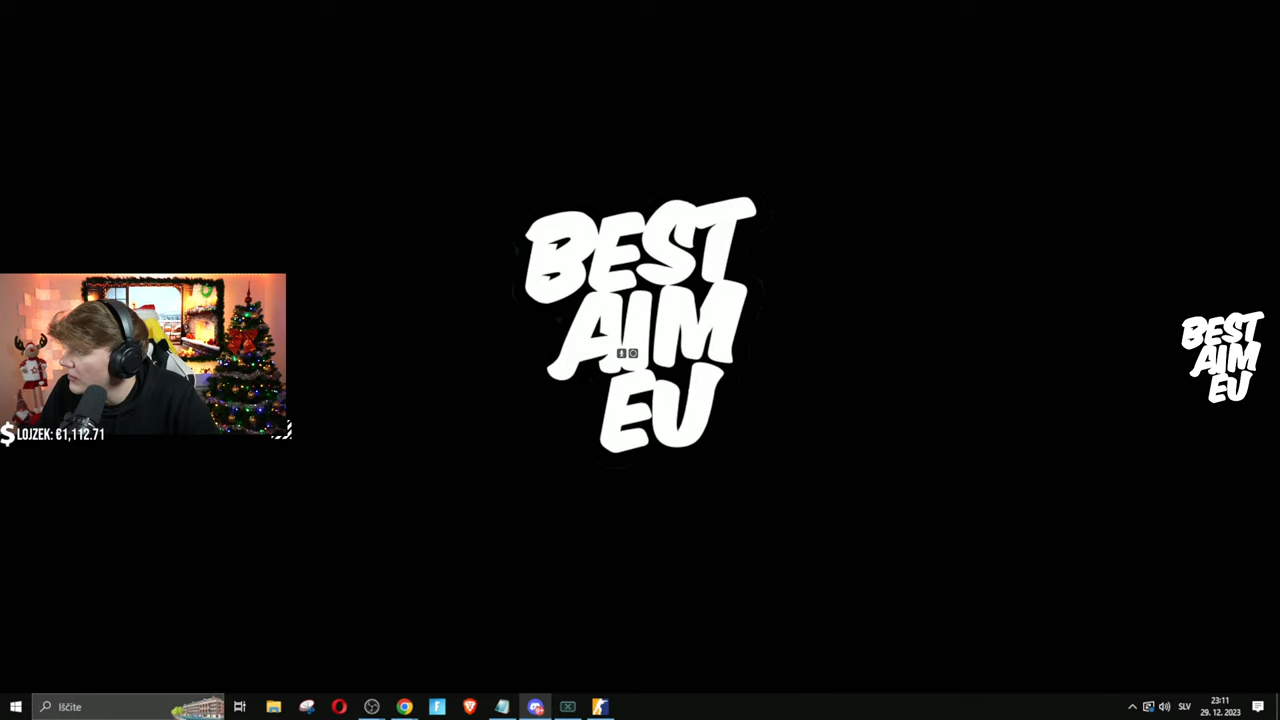 BEST
AIM
EU
BEST
AIM
EU
$ LOJZEK: €1,112.71
Iščite
SLV
23:11
29. 12. 2023